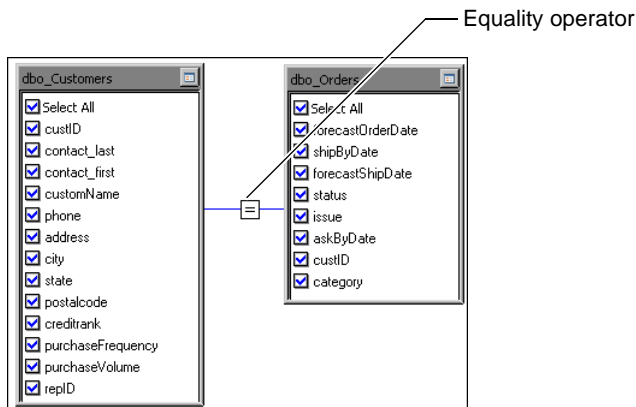 Equality operator
dbo_Customers
Select All
custID
contact_last
contact_first
customName
phone
address
city
state
postalcode
creditrank
purchaseFrequency
purchaseVolume
repID
=
dbo_Orders
Select All
forecastOrderDate
shipByDate
forecastShipDate
status
issue
askByDate
custID
category